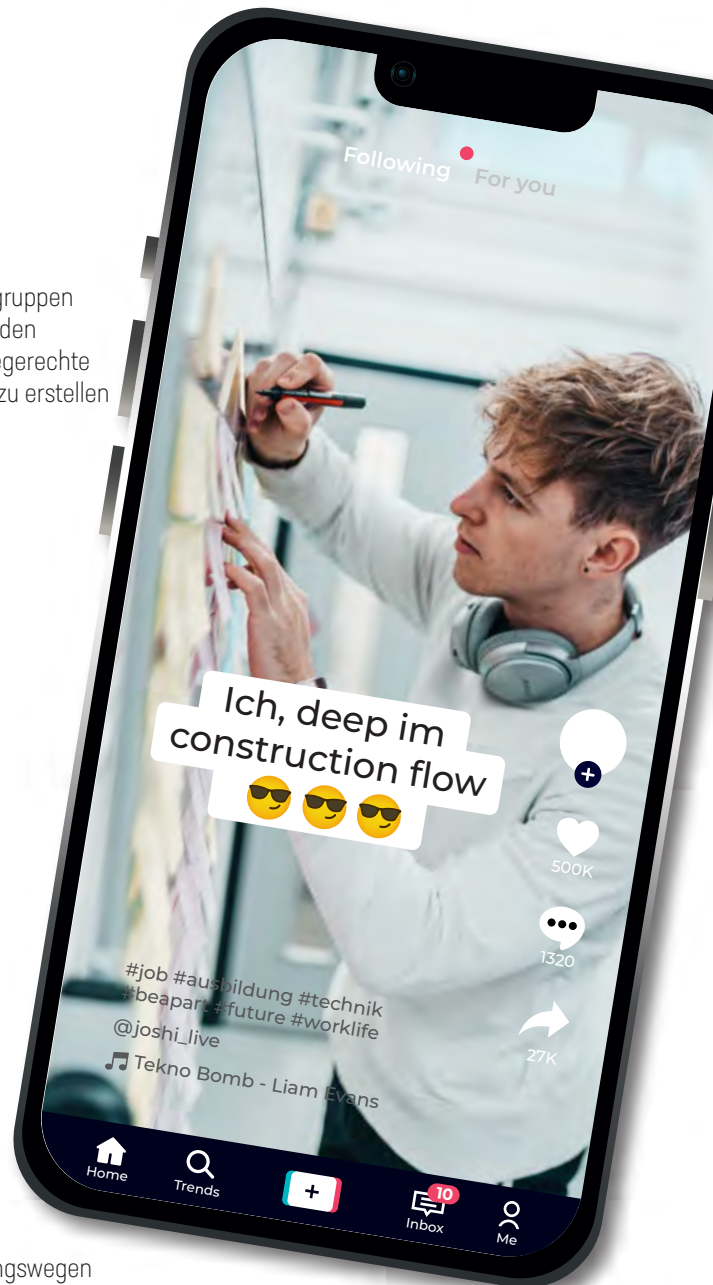 Following
For you
gruppen
den
egerechte
zu erstellen
Ich, deep im
construction flow
500K
1320
#job #ausbildung #technik
#beapart #future #worklife
@joshi_live
Tekno Bomb - Liam Evans
27K
Home
Trends
10
Inbox
Me
ngswegen